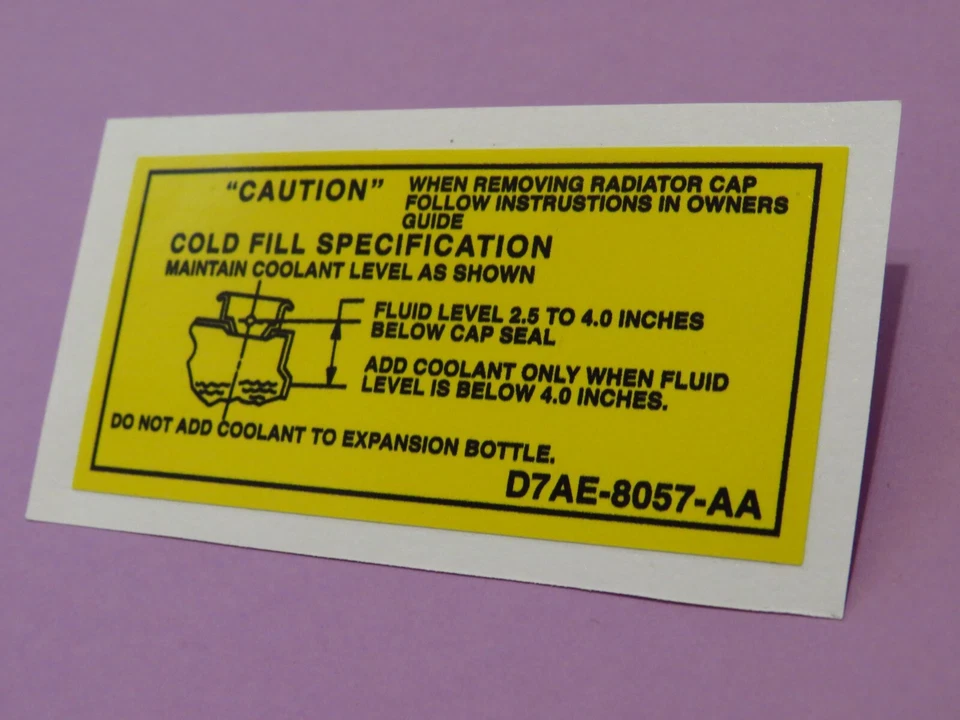 "CAUTION" WHEN REMOVING RADIATOR CAP
FOLLOW INSTRUSTIONS IN OWNERS
GUIDE
COLD FILL SPECIFICATION
MAINTAIN COOLANT LEVEL AS SHOWN
FLUID LEVEL 2.5 TO 4.0 INCHES
BELOW CAP SEAL
ADD COOLANT ONLY WHEN FLUID
LEVEL IS BELOW 4.0 INCHES.
DO NOT ADD COOLANT TO EXPANSION BOTTLE.
D7AE-8057-AA